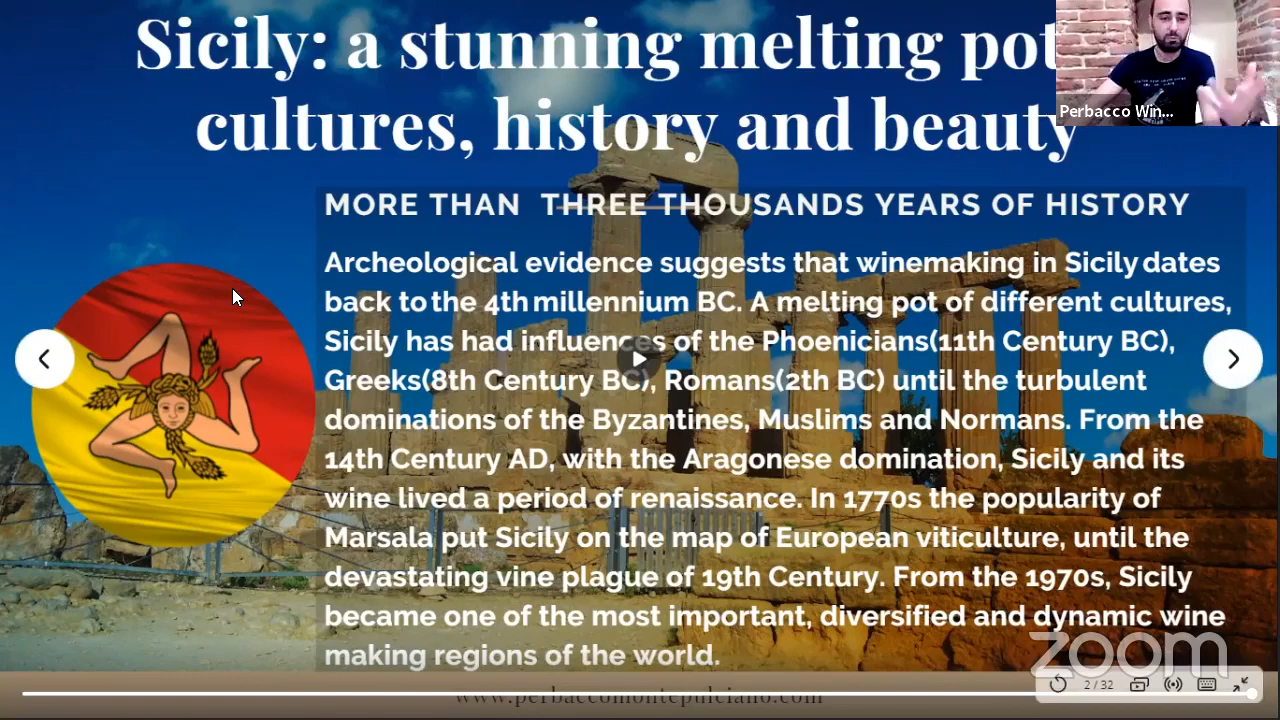 Sicily: a stunning melting pot
cultures, history and beauty
Perbacco Win...
MORE THAN THREE THOUSANDS YEARS OF HISTORY
Archeological evidence suggests that winemaking in Sicily dates
back to the 4th millennium BC. A melting pot of different cultures,
Sicily has had influences of the Phoenicians(11th Century BC),
Greeks(8th Century BC), Romans(2th BC) until the turbulent
dominations of the Byzantines, Muslims and Normans. From the
14th Century AD, with the Aragonese domination, Sicily and its
wine lived a period of renaissance. In 1770s the popularity of
Marsala put Sicily on the map of European viticulture, until the
devastating vine plague of 19th Century. From the 1970s, Sicily
became one of the most important, diversified and dynamic wine
making regions of the world.
zoom
2 / 32
www.perbaccomontepulciano.com